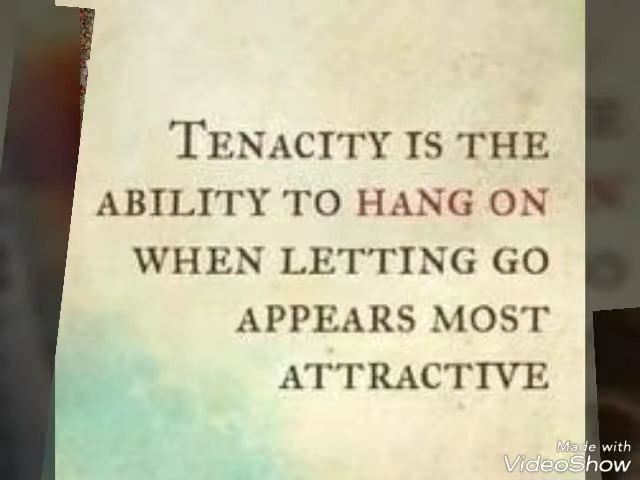 TENACITY IS THE
ABILITY TO HANG ON
WHEN LETTING GO
APPEARS MOST
ATTRACTIVE
Made with
VideoShow